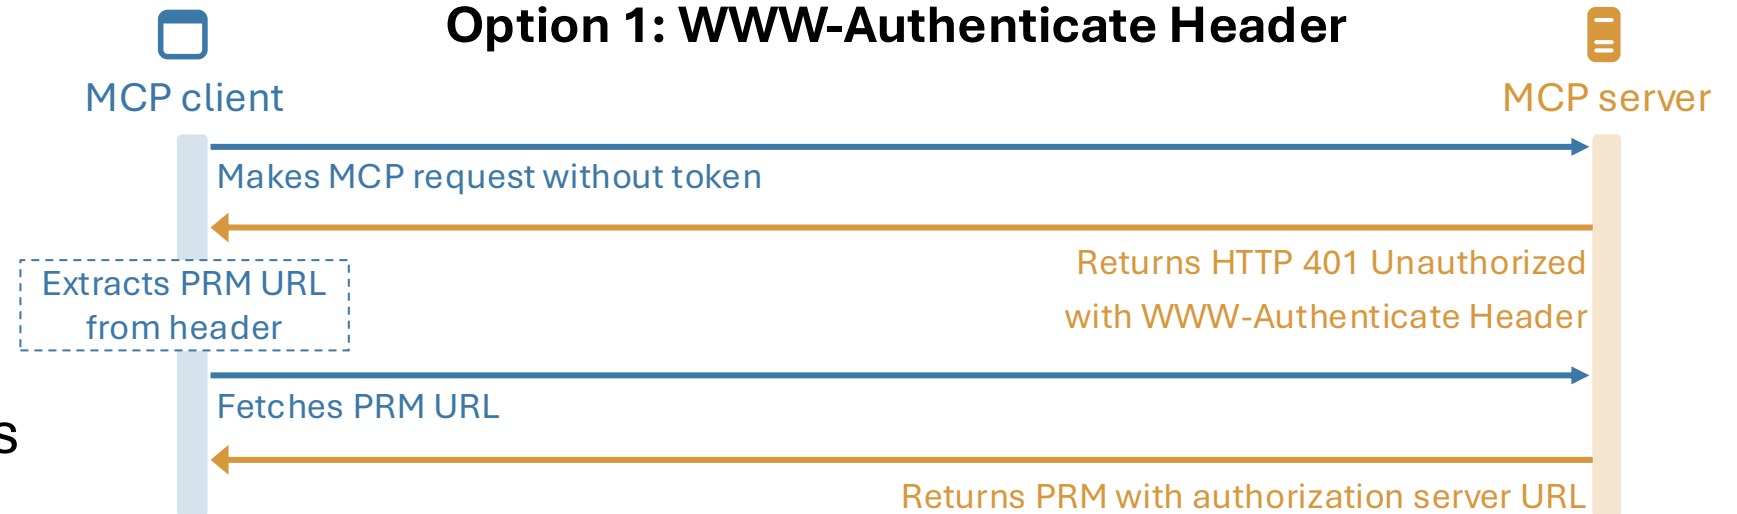 Option 1: WWW-Authenticate Header
MCP client
MCP server
Makes MCP request without token
Returns HTTP 401 Unauthorized
with WWW-Authenticate Header
Extracts PRM URL
from header
Fetches PRM URL
s
Returns PRM with authorization server URL